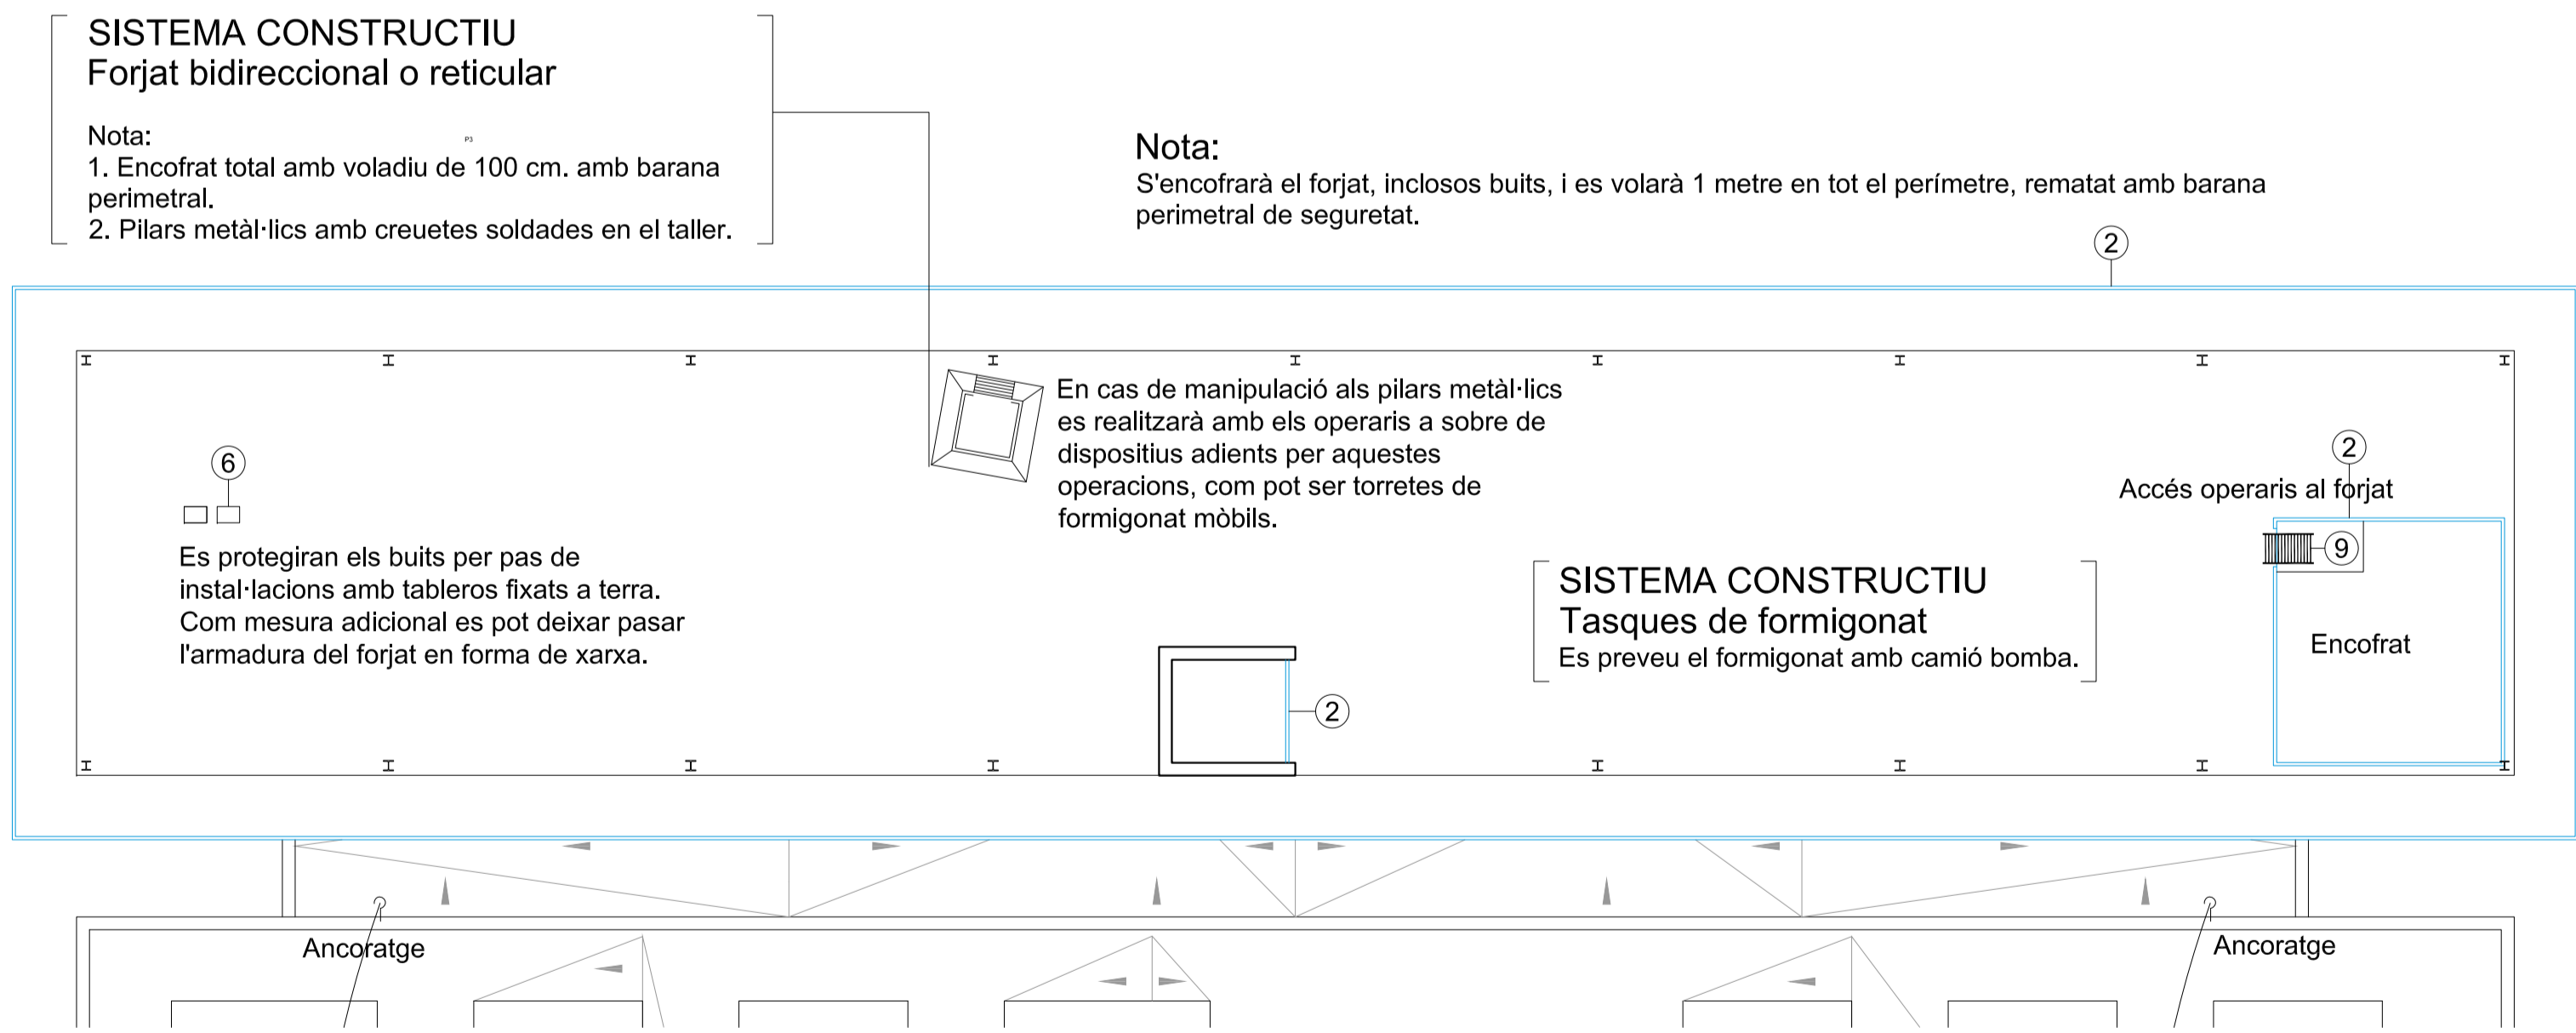 SISTEMA CONSTRUCTIU
Forjat bidireccional o reticular
Nota:
P3
1. Encofrat total amb voladiu de 100 cm. amb barana
perimetral.
2. Pilars metàl·lics amb creuetes soldades en el taller.
Nota:
S'encofrarà el forjat, inclosos buits, i es volarà 1 metre en tot el perímetre, rematat amb barana
perimetral de seguretat.
2
En cas de manipulació als pilars metàl·lics
es realitzarà amb els operaris a sobre de
dispositius adients per aquestes
operacions, com pot ser torretes de
formigonat mòbils.
6
Es protegiran els buits per pas de
instal·lacions amb tableros fixats a terra.
Com mesura adicional es pot deixar pasar
l'armadura del forjat en forma de xarxa.
2
Accés operaris al forjat
9
SISTEMA CONSTRUCTIU
Tasques de formigonat
Es preveu el formigonat amb camió bomba.
Encofrat
2
Ancoratge
Ancoratge